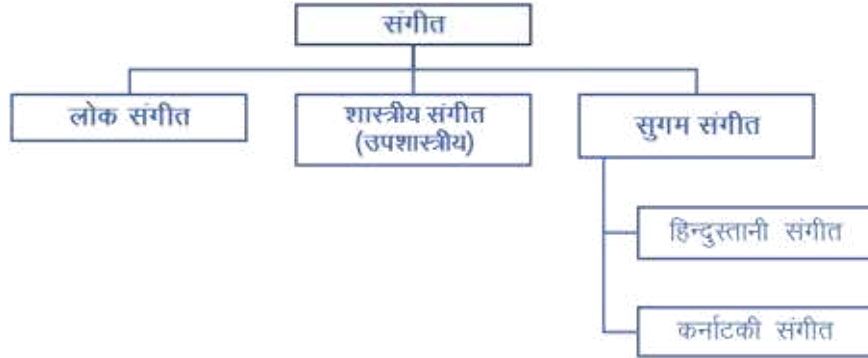 संगीत
लोक संगीत
शास्त्रीय संगीत
(उपशास्त्रीय)
सुगम संगीत
हिन्दुस्तानी संगीत
कर्नाटकी संगीत